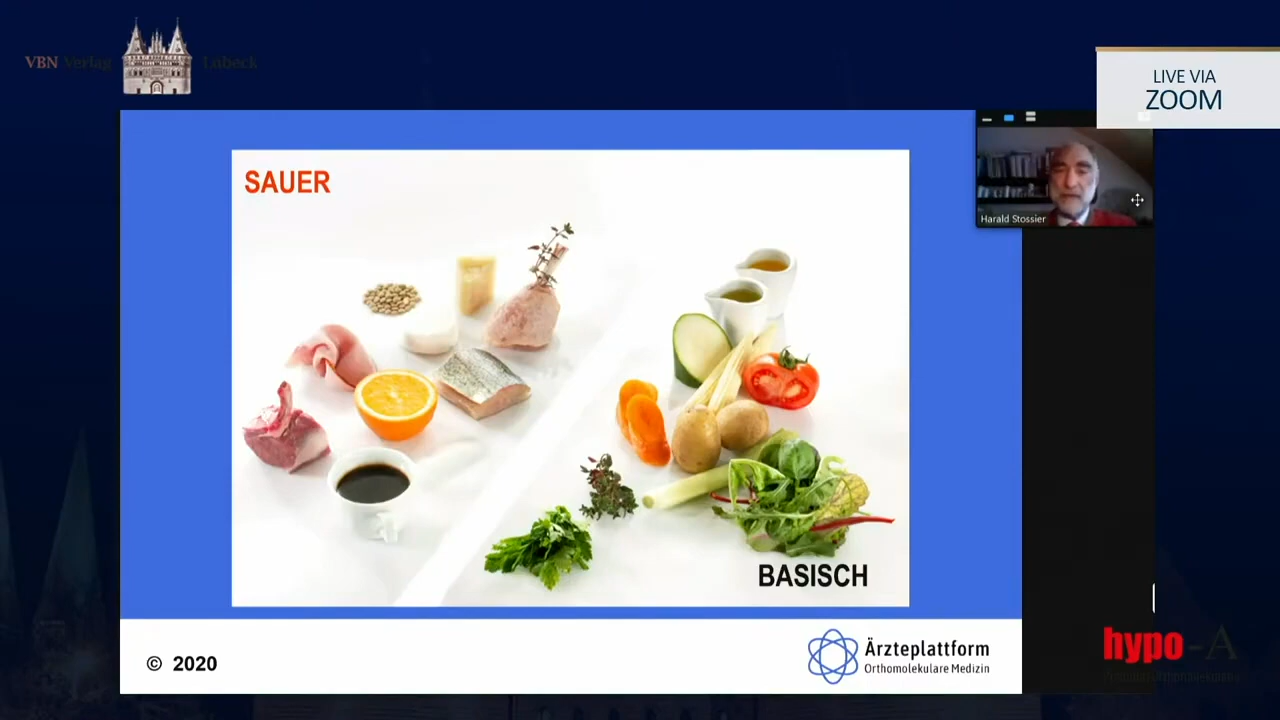 VBN Verlag Lübeck
LIVE VIA
ZOOM
Harald Stossier
SAUER
BASISCH
© 2020
Ärzteplattform
Orthomolekulare Medizin
hypo-A